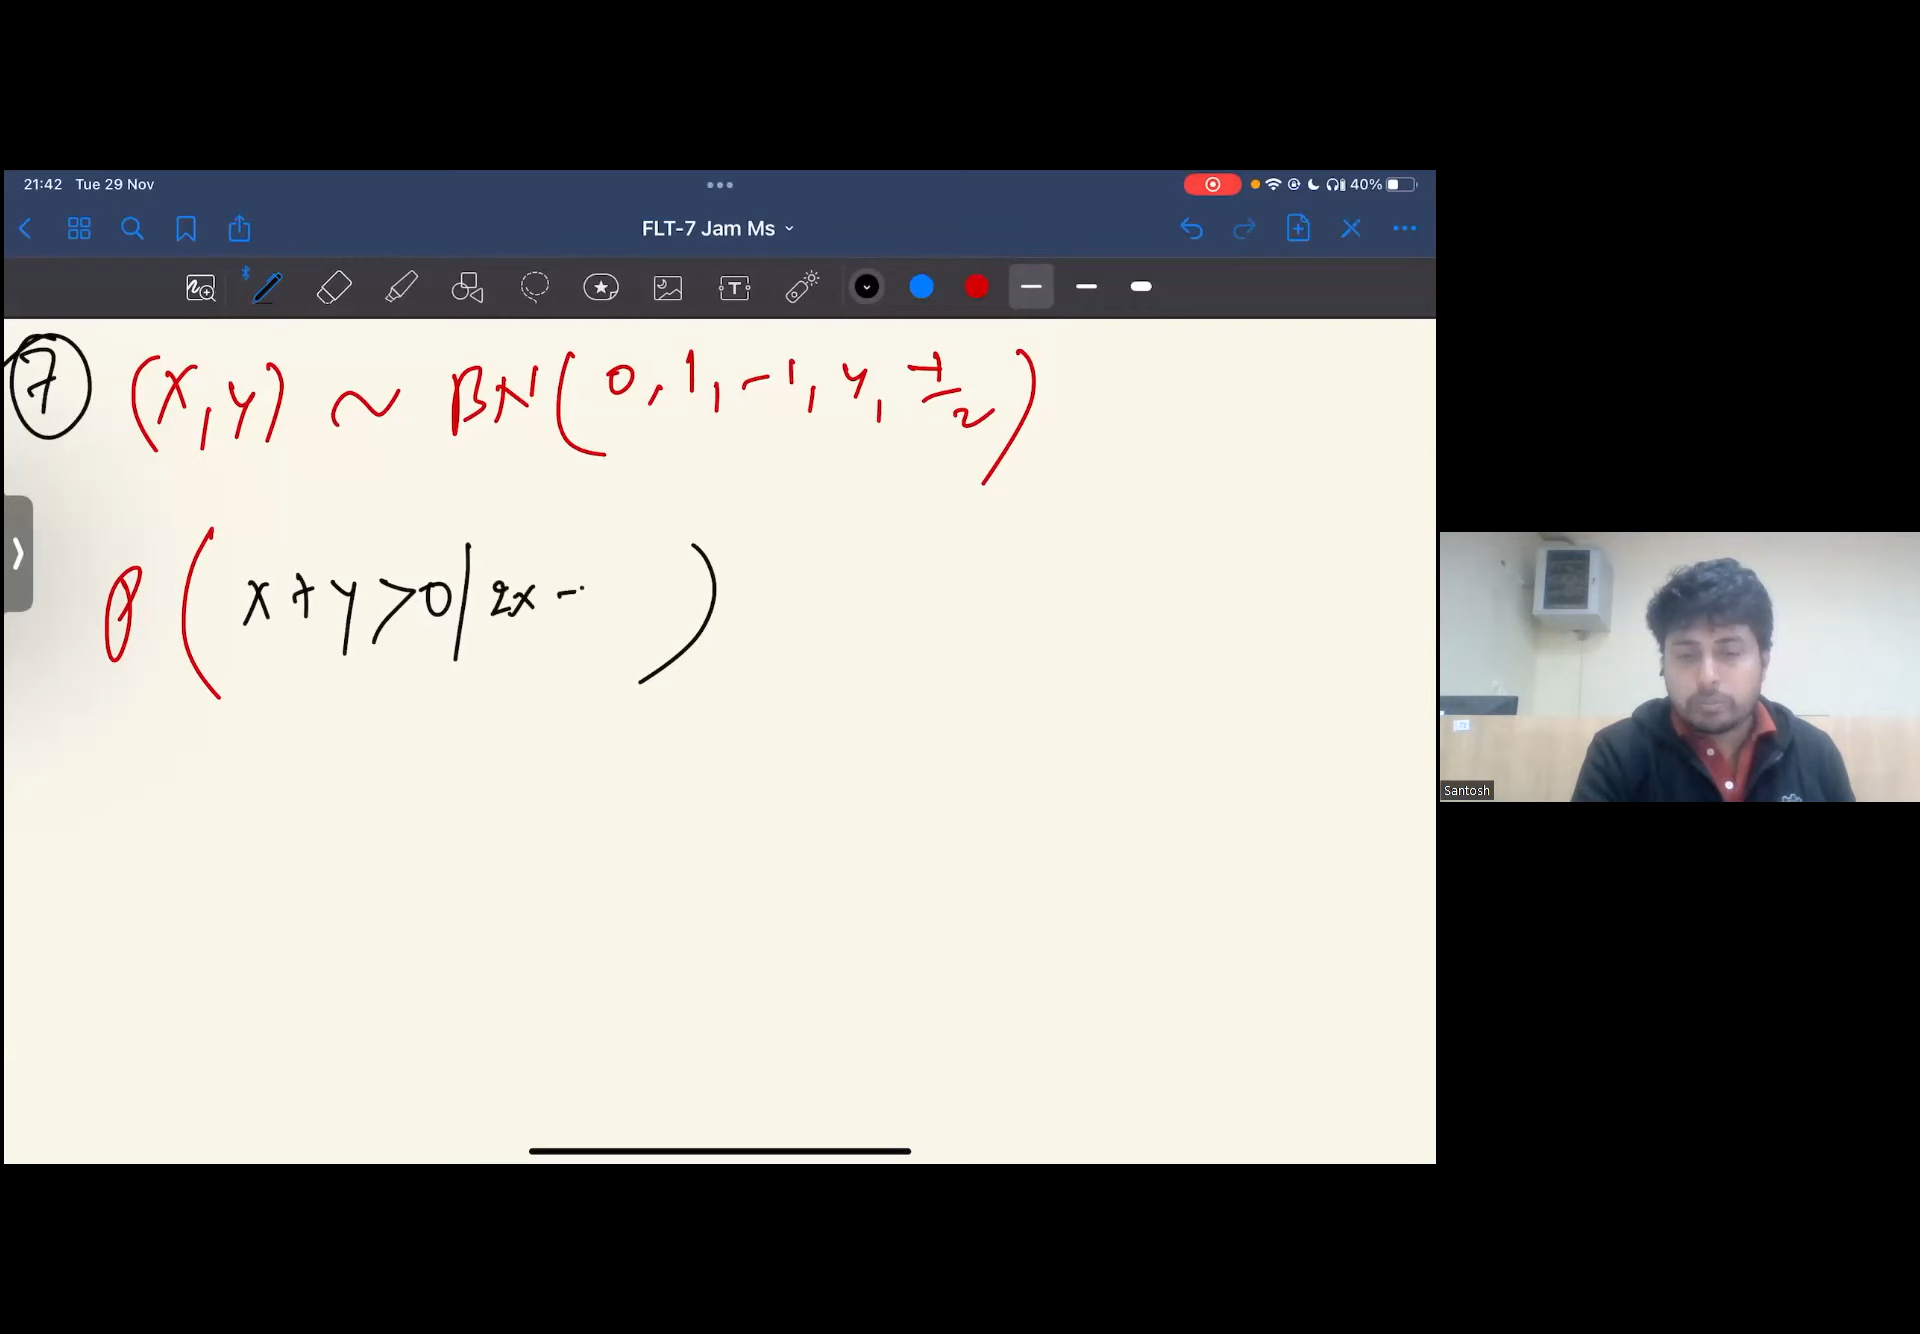 21:42 Tue 29 Nov
40%
FLT-7 Jam Ms
T
7 (X,Y) ~ BN(0, 1, -1, 4, -1/2)
P(X+Y>0|2X-
)
Santosh